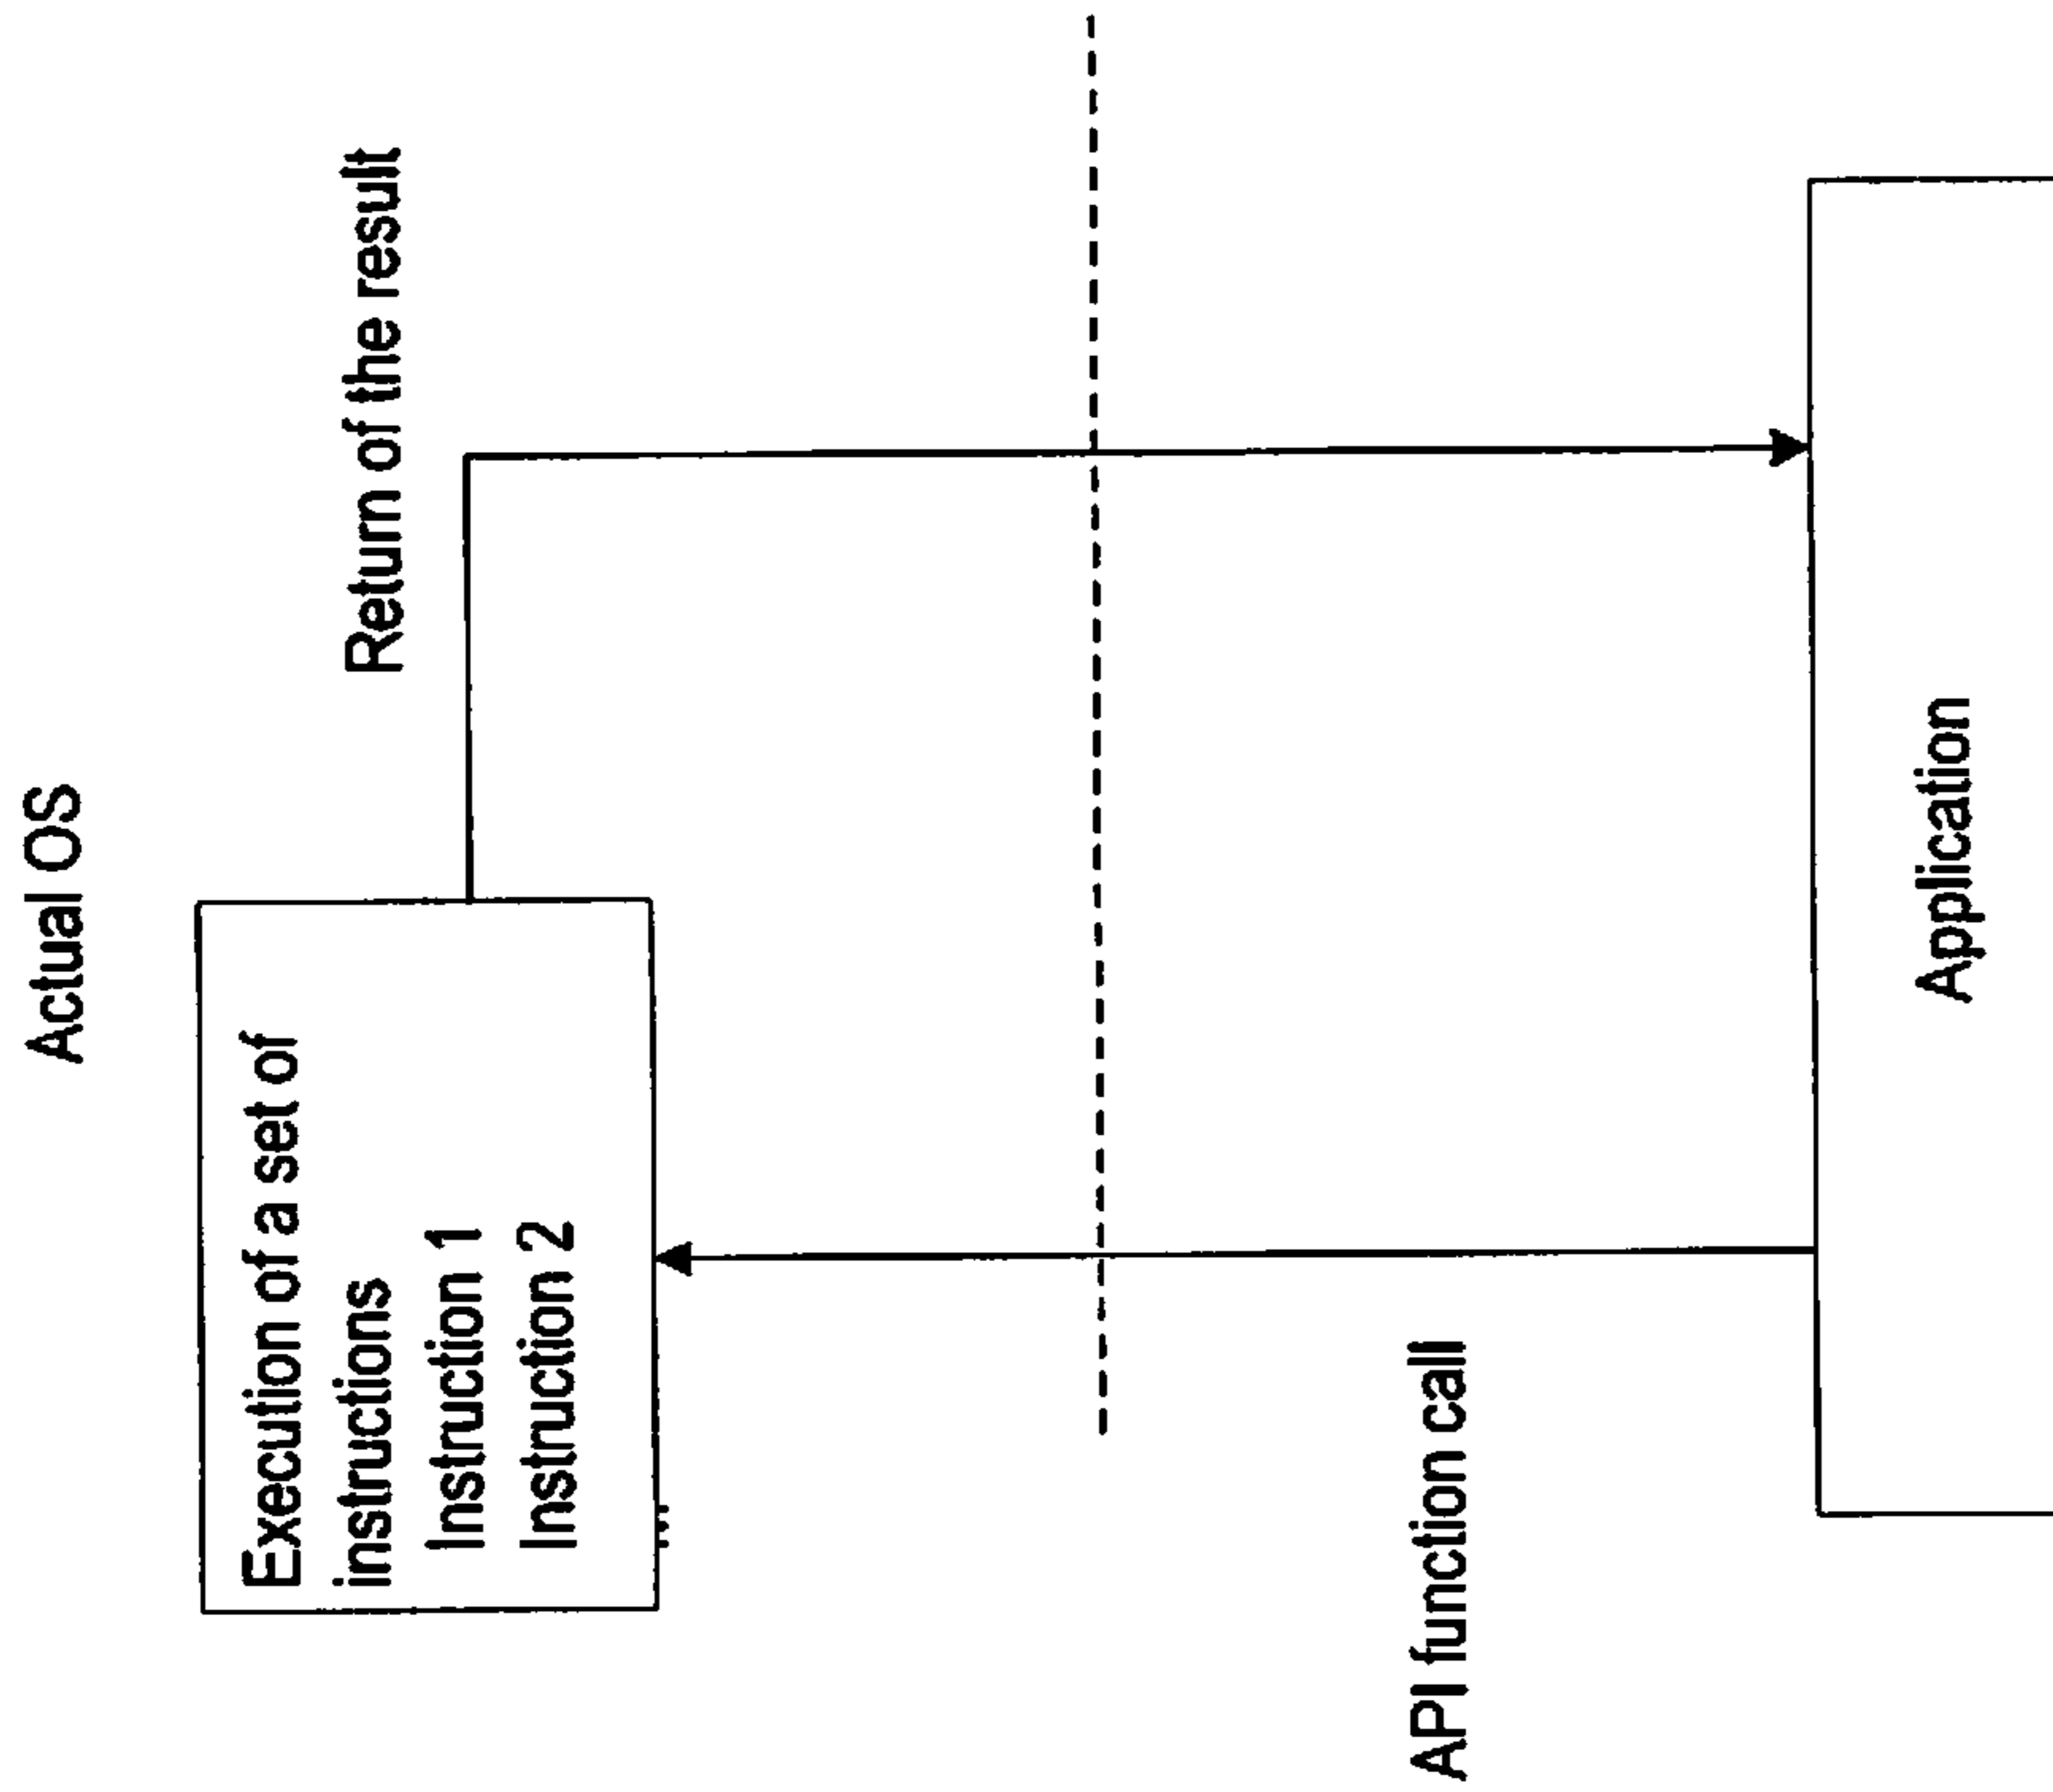 Actual OS
Return of the result
Execution of a set of
instructions
Instruction 1
Instruction 2
...
API function call
Application